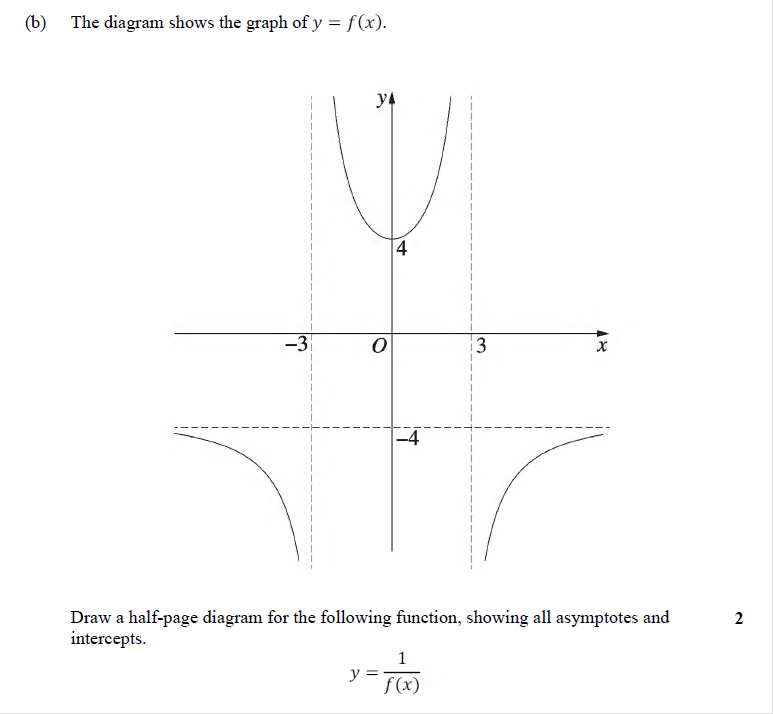 (b) The diagram shows the graph of y = f(x).
y
4
−3 O 3 x
−4
Draw a half-page diagram for the following function, showing all asymptotes and 2
intercepts.
y = 1/f(x)